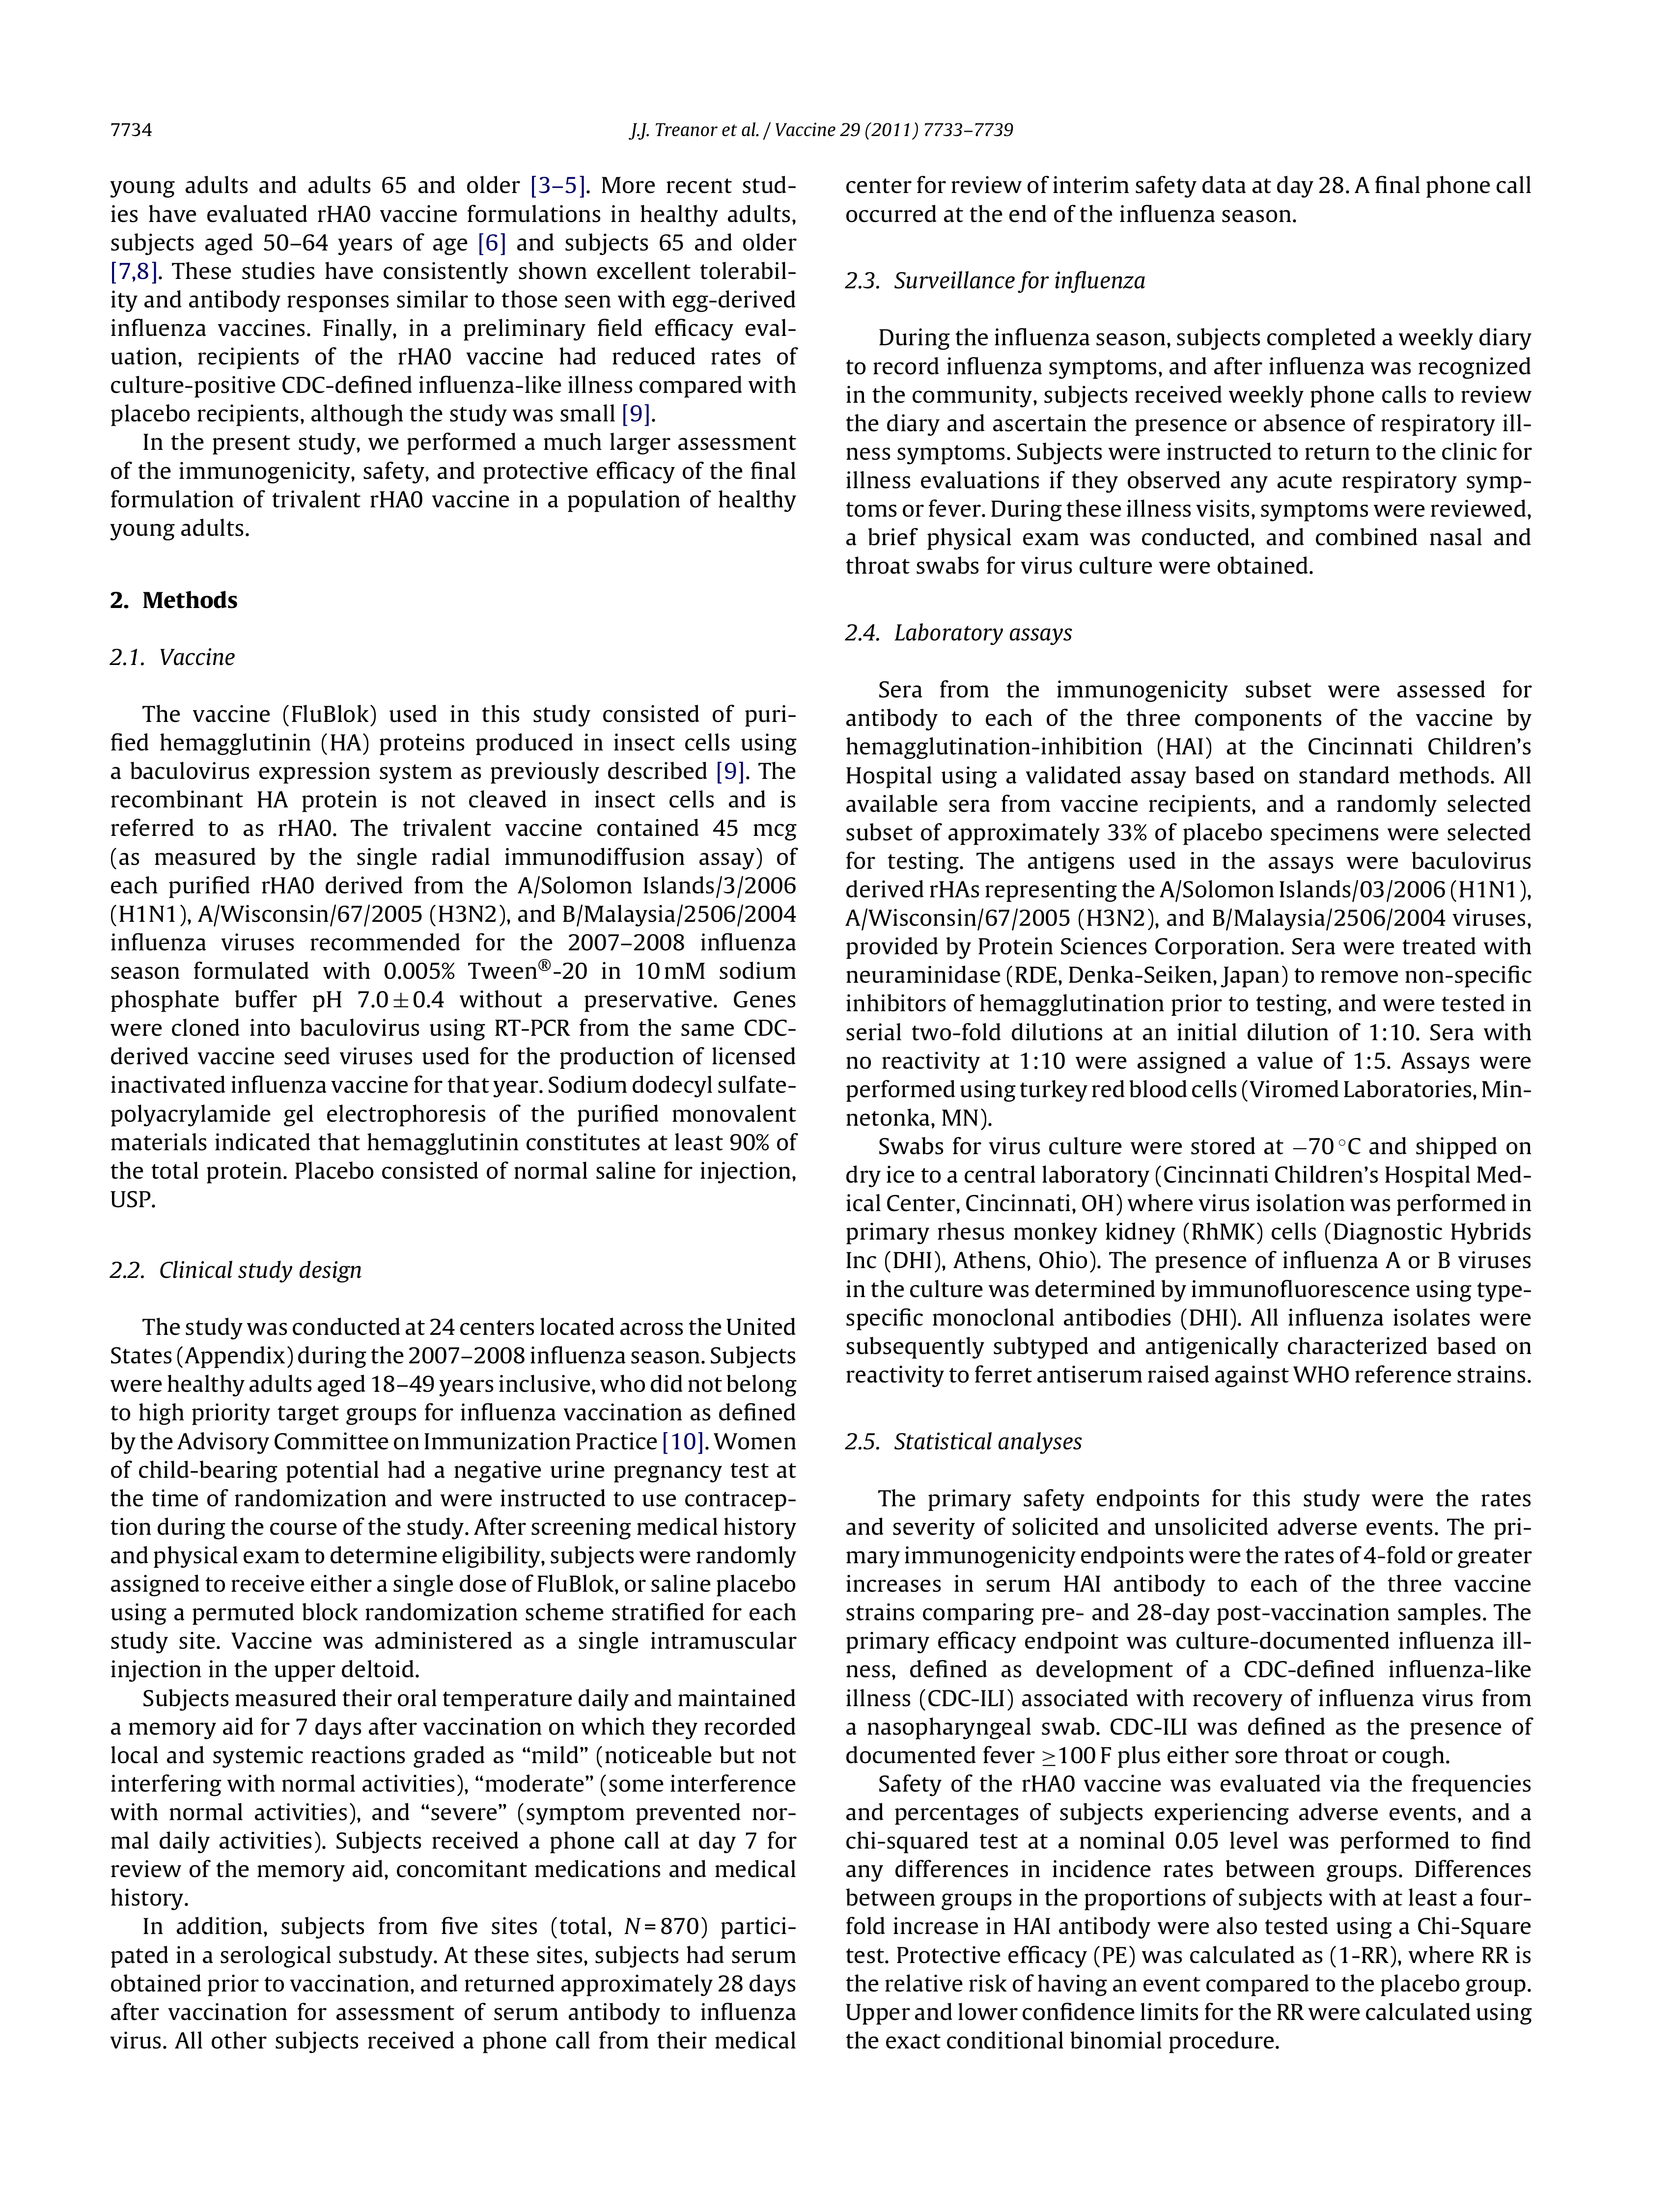 7734
J.J. Treanor et al. / Vaccine 29 (2011) 7733–7739
young adults and adults 65 and older [3–5]. More recent stud-
ies have evaluated rHA0 vaccine formulations in healthy adults,
subjects aged 50–64 years of age [6] and subjects 65 and older
[7,8]. These studies have consistently shown excellent tolerabil-
ity and antibody responses similar to those seen with egg-derived
influenza vaccines. Finally, in a preliminary field efficacy eval-
uation, recipients of the rHA0 vaccine had reduced rates of
culture-positive CDC-defined influenza-like illness compared with
placebo recipients, although the study was small [9].
In the present study, we performed a much larger assessment
of the immunogenicity, safety, and protective efficacy of the final
formulation of trivalent rHA0 vaccine in a population of healthy
young adults.
2. Methods
2.1. Vaccine
The vaccine (FluBlok) used in this study consisted of puri-
fied hemagglutinin (HA) proteins produced in insect cells using
a baculovirus expression system as previously described [9]. The
recombinant HA protein is not cleaved in insect cells and is
referred to as rHA0. The trivalent vaccine contained 45 mcg
(as measured by the single radial immunodiffusion assay) of
each purified rHA0 derived from the A/Solomon Islands/3/2006
(H1N1), A/Wisconsin/67/2005 (H3N2), and B/Malaysia/2506/2004
influenza viruses recommended for the 2007–2008 influenza
season formulated with 0.005% Tween®-20 in 10 mM sodium
phosphate buffer pH 7.0 ± 0.4 without a preservative. Genes
were cloned into baculovirus using RT-PCR from the same CDC-
derived vaccine seed viruses used for the production of licensed
inactivated influenza vaccine for that year. Sodium dodecyl sulfate-
polyacrylamide gel electrophoresis of the purified monovalent
materials indicated that hemagglutinin constitutes at least 90% of
the total protein. Placebo consisted of normal saline for injection,
USP.
2.2. Clinical study design
The study was conducted at 24 centers located across the United
States (Appendix) during the 2007–2008 influenza season. Subjects
were healthy adults aged 18–49 years inclusive, who did not belong
to high priority target groups for influenza vaccination as defined
by the Advisory Committee on Immunization Practice [10]. Women
of child-bearing potential had a negative urine pregnancy test at
the time of randomization and were instructed to use contracep-
tion during the course of the study. After screening medical history
and physical exam to determine eligibility, subjects were randomly
assigned to receive either a single dose of FluBlok, or saline placebo
using a permuted block randomization scheme stratified for each
study site. Vaccine was administered as a single intramuscular
injection in the upper deltoid.
Subjects measured their oral temperature daily and maintained
a memory aid for 7 days after vaccination on which they recorded
local and systemic reactions graded as “mild” (noticeable but not
interfering with normal activities), “moderate” (some interference
with normal activities), and “severe” (symptom prevented nor-
mal daily activities). Subjects received a phone call at day 7 for
review of the memory aid, concomitant medications and medical
history.
In addition, subjects from five sites (total, N = 870) partici-
pated in a serological substudy. At these sites, subjects had serum
obtained prior to vaccination, and returned approximately 28 days
after vaccination for assessment of serum antibody to influenza
virus. All other subjects received a phone call from their medical
center for review of interim safety data at day 28. A final phone call
occurred at the end of the influenza season.
2.3. Surveillance for influenza
During the influenza season, subjects completed a weekly diary
to record influenza symptoms, and after influenza was recognized
in the community, subjects received weekly phone calls to review
the diary and ascertain the presence or absence of respiratory ill-
ness symptoms. Subjects were instructed to return to the clinic for
illness evaluations if they observed any acute respiratory symp-
toms or fever. During these illness visits, symptoms were reviewed,
a brief physical exam was conducted, and combined nasal and
throat swabs for virus culture were obtained.
2.4. Laboratory assays
Sera from the immunogenicity subset were assessed for
antibody to each of the three components of the vaccine by
hemagglutination-inhibition (HAI) at the Cincinnati Children’s
Hospital using a validated assay based on standard methods. All
available sera from vaccine recipients, and a randomly selected
subset of approximately 33% of placebo specimens were selected
for testing. The antigens used in the assays were baculovirus
derived rHAs representing the A/Solomon Islands/03/2006 (H1N1),
A/Wisconsin/67/2005 (H3N2), and B/Malaysia/2506/2004 viruses,
provided by Protein Sciences Corporation. Sera were treated with
neuraminidase (RDE, Denka-Seiken, Japan) to remove non-specific
inhibitors of hemagglutination prior to testing, and were tested in
serial two-fold dilutions at an initial dilution of 1:10. Sera with
no reactivity at 1:10 were assigned a value of 1:5. Assays were
performed using turkey red blood cells (Viromed Laboratories, Min-
netonka, MN).
Swabs for virus culture were stored at −70 °C and shipped on
dry ice to a central laboratory (Cincinnati Children’s Hospital Med-
ical Center, Cincinnati, OH) where virus isolation was performed in
primary rhesus monkey kidney (RhMK) cells (Diagnostic Hybrids
Inc (DHI), Athens, Ohio). The presence of influenza A or B viruses
in the culture was determined by immunofluorescence using type-
specific monoclonal antibodies (DHI). All influenza isolates were
subsequently subtyped and antigenically characterized based on
reactivity to ferret antiserum raised against WHO reference strains.
2.5. Statistical analyses
The primary safety endpoints for this study were the rates
and severity of solicited and unsolicited adverse events. The pri-
mary immunogenicity endpoints were the rates of 4-fold or greater
increases in serum HAI antibody to each of the three vaccine
strains comparing pre- and 28-day post-vaccination samples. The
primary efficacy endpoint was culture-documented influenza ill-
ness, defined as development of a CDC-defined influenza-like
illness (CDC-ILI) associated with recovery of influenza virus from
a nasopharyngeal swab. CDC-ILI was defined as the presence of
documented fever ≥100 F plus either sore throat or cough.
Safety of the rHA0 vaccine was evaluated via the frequencies
and percentages of subjects experiencing adverse events, and a
chi-squared test at a nominal 0.05 level was performed to find
any differences in incidence rates between groups. Differences
between groups in the proportions of subjects with at least a four-
fold increase in HAI antibody were also tested using a Chi-Square
test. Protective efficacy (PE) was calculated as (1-RR), where RR is
the relative risk of having an event compared to the placebo group.
Upper and lower confidence limits for the RR were calculated using
the exact conditional binomial procedure.